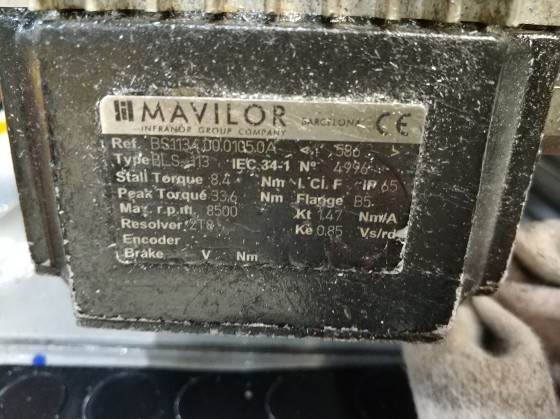 MAVILOR
INFRANOR GROUP COMPANY BARCELONA CE
Ref. BS1134.00.0105.0A < 586 >
Type BLS-113 IEC.34-1 Nº 4996
Stall Torque 8.4 Nm I. Cl. F IP 65
Peak Torque 33.6 Nm Flange B5
Max. r.p.m. 8500 Kt 1.47 Nm/A
Resolver 2T8 Ke 0.85 Vs/rd
Encoder
Brake V Nm